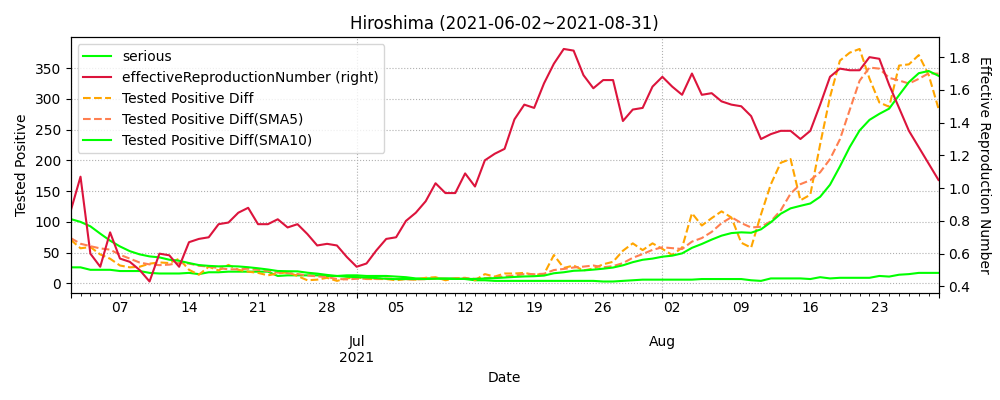 Hiroshima (2021-06-02~2021-08-31)
serious
effectiveReproductionNumber (right)
Tested Positive Diff
Tested Positive Diff(SMA5)
Tested Positive Diff(SMA10)
Tested Positive
350
300
250
200
150
100
50
0
1.8
1.6
1.4
1.2
1.0
0.8
0.6
0.4
Effective Reproduction Number
07 14 21 28 05 12 19 26 02 09 16 23
Jul Aug
2021
Date